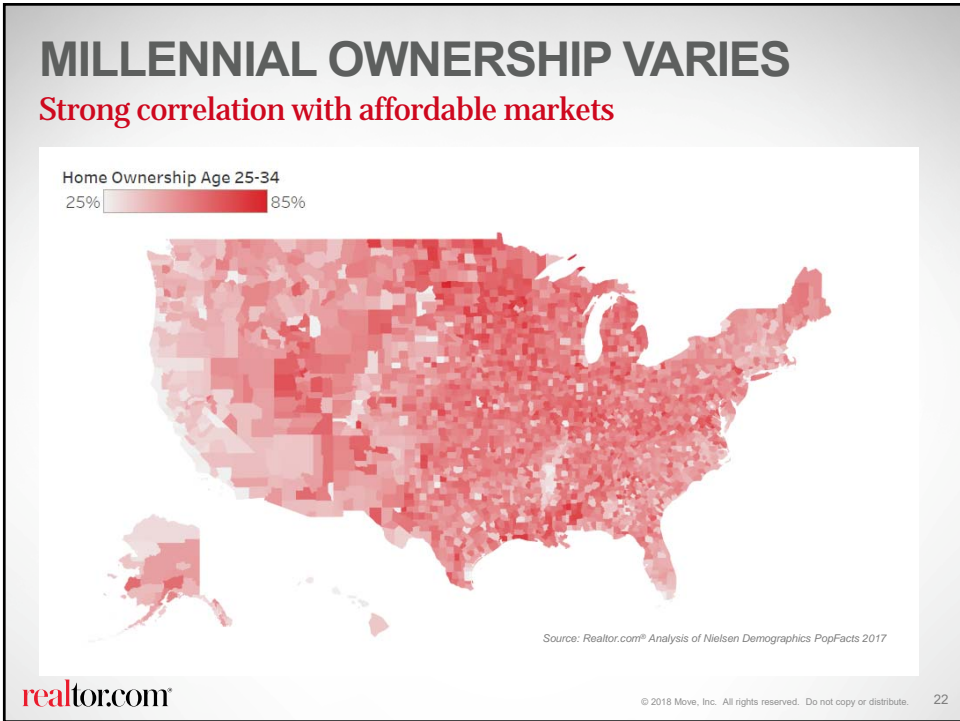 MILLENNIAL OWNERSHIP VARIES
Strong correlation with affordable markets
Home Ownership Age 25-34
25% 85%
Source: Realtor.com® Analysis of Nielsen Demographics PopFacts 2017
realtor.com®
© 2018 Move, Inc. All rights reserved. Do not copy or distribute. 22